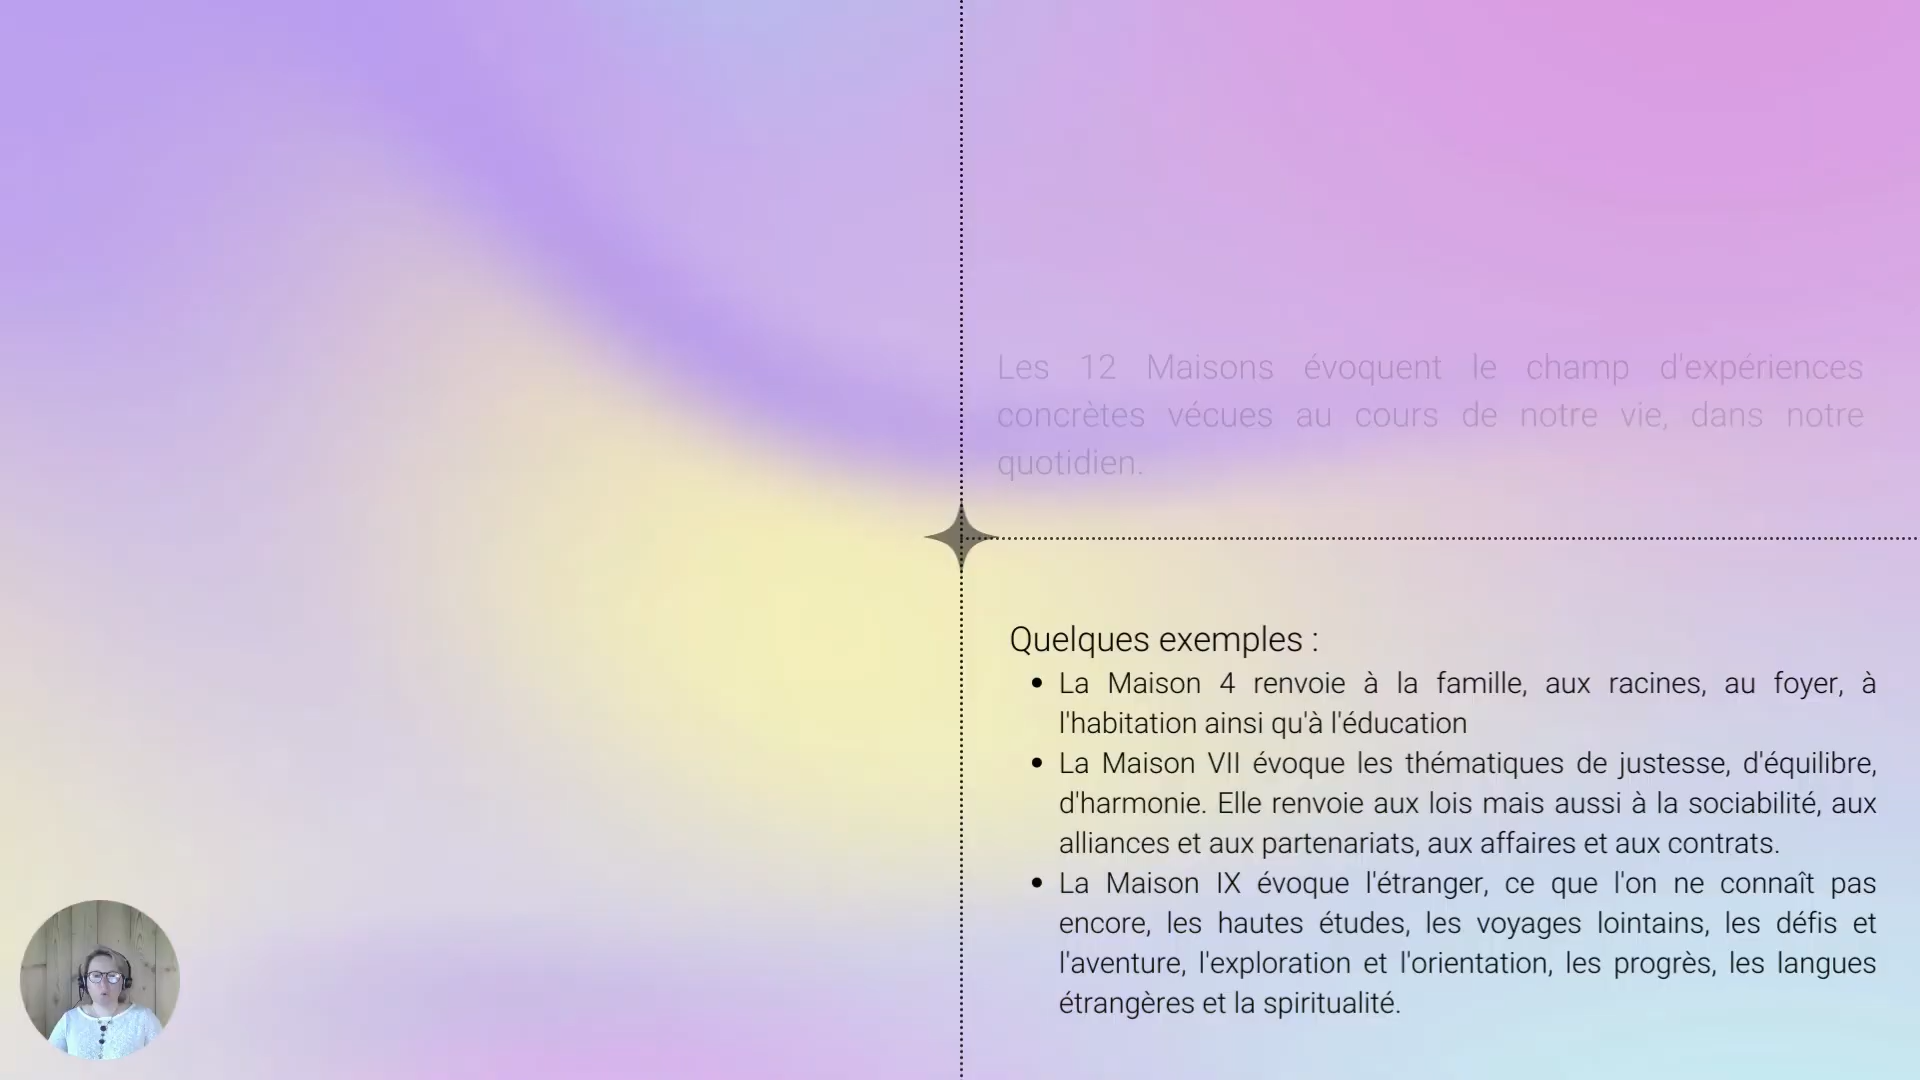 Les 12 Maisons évoquent le champ d'expériences
concrètes vécues au cours de notre vie, dans notre
quotidien.
Quelques exemples :
• La Maison 4 renvoie à la famille, aux racines, au foyer, à
l'habitation ainsi qu'à l'éducation
• La Maison VII évoque les thématiques de justesse, d'équilibre,
d'harmonie. Elle renvoie aux lois mais aussi à la sociabilité, aux
alliances et aux partenariats, aux affaires et aux contrats.
• La Maison IX évoque l'étranger, ce que l'on ne connaît pas
encore, les hautes études, les voyages lointains, les défis et
l'aventure, l'exploration et l'orientation, les progrès, les langues
étrangères et la spiritualité.